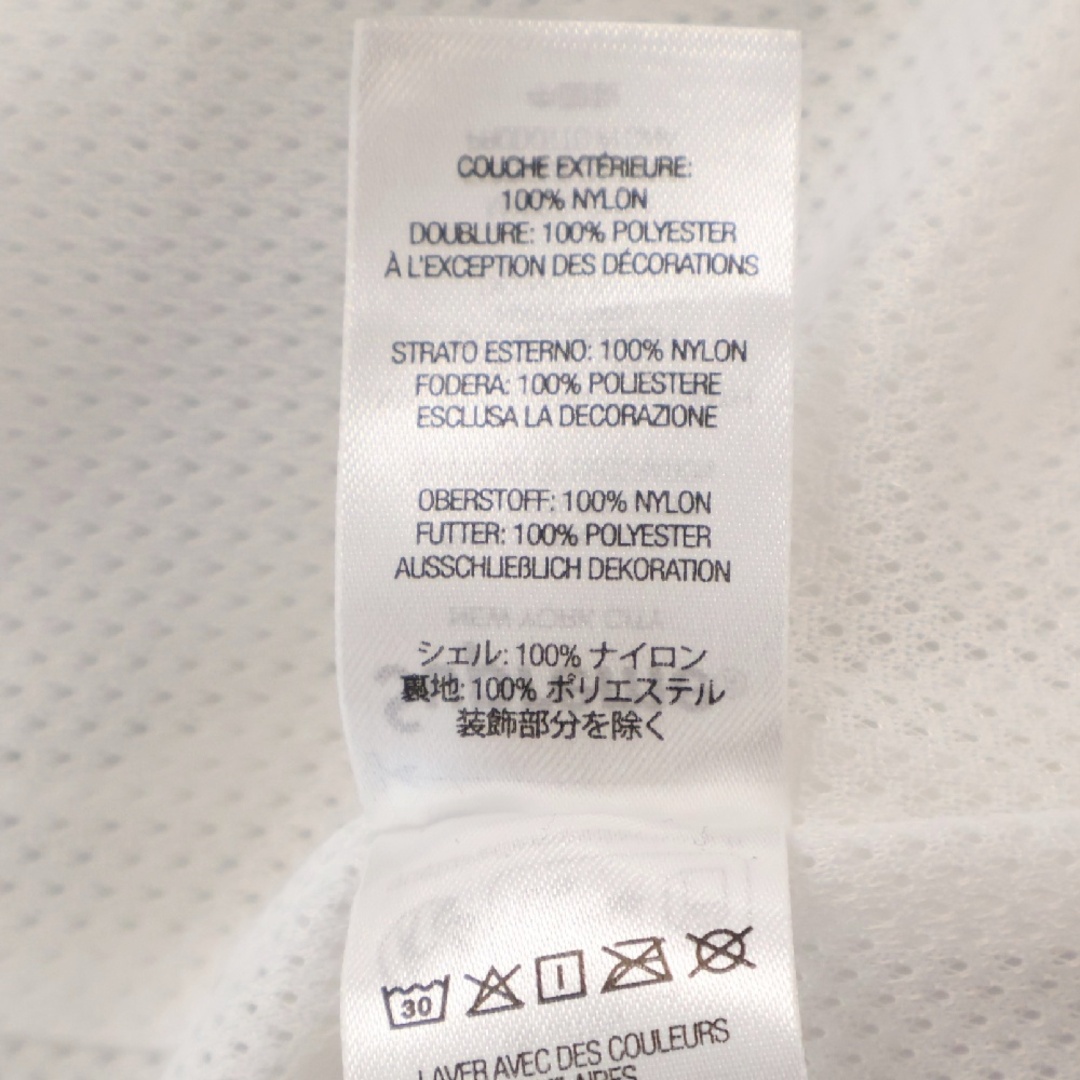 COUCHE EXTÉRIEURE:
100% NYLON
DOUBLURE: 100% POLYESTER
À L'EXCEPTION DES DÉCORATIONS
STRATO ESTERNO: 100% NYLON
FODERA: 100% POLIESTERE
ESCLUSA LA DECORAZIONE
OBERSTOFF: 100% NYLON
FUTTER: 100% POLYESTER
AUSSCHLIEßLICH DEKORATION
シェル: 100% ナイロン
裏地: 100% ポリエステル
装飾部分を除く
30
LAVER AVEC DES COULEURS